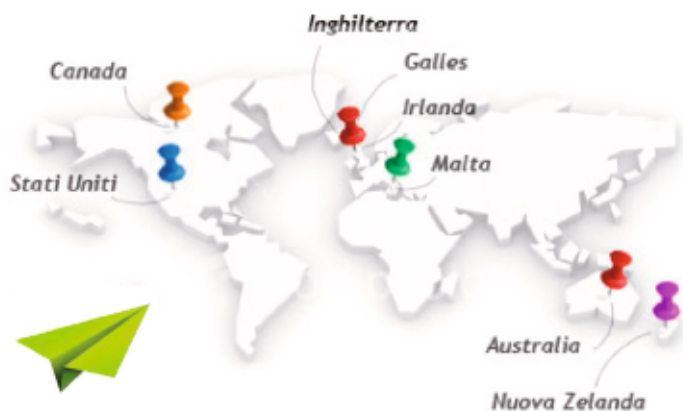 Inghilterra
Canada
Galles
Irlanda
Stati Uniti
Malta
Australia
Nuova Zelanda